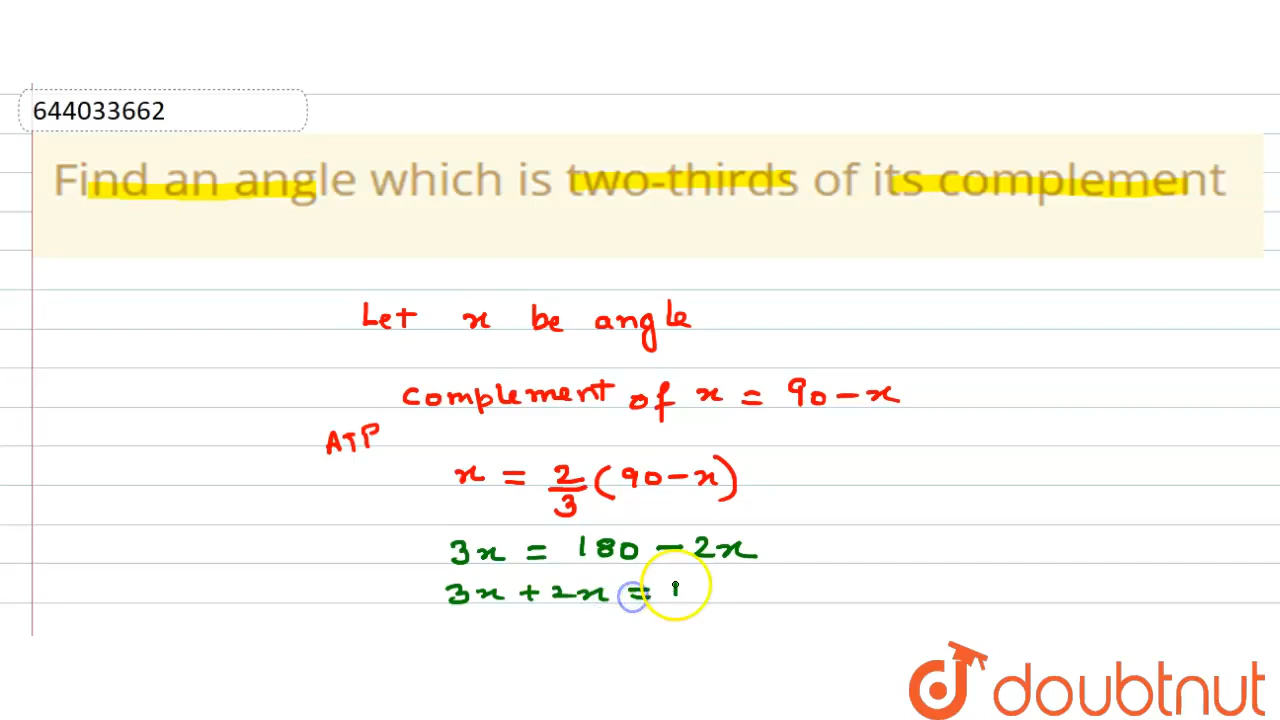 644033662
Find an angle which is two-thirds of its complement
Let x be angle
complement of x = 90 - x
ATP
x = 2/3 (90 - x)
3x = 180 - 2x
3x + 2x = 1
doubtnut